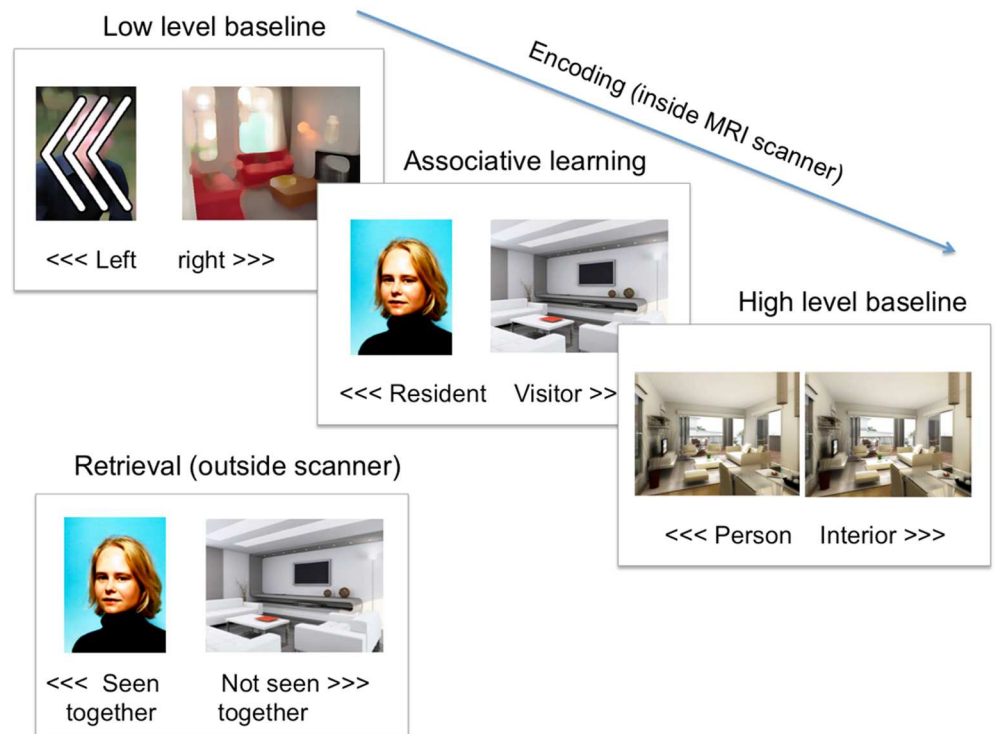 Low level baseline
Encoding (inside MRI scanner)
<<< Left right >>>
Associative learning
<<< Resident Visitor >>
High level baseline
<<< Person Interior >>>
Retrieval (outside scanner)
<<< Seen Not seen >>>
together together